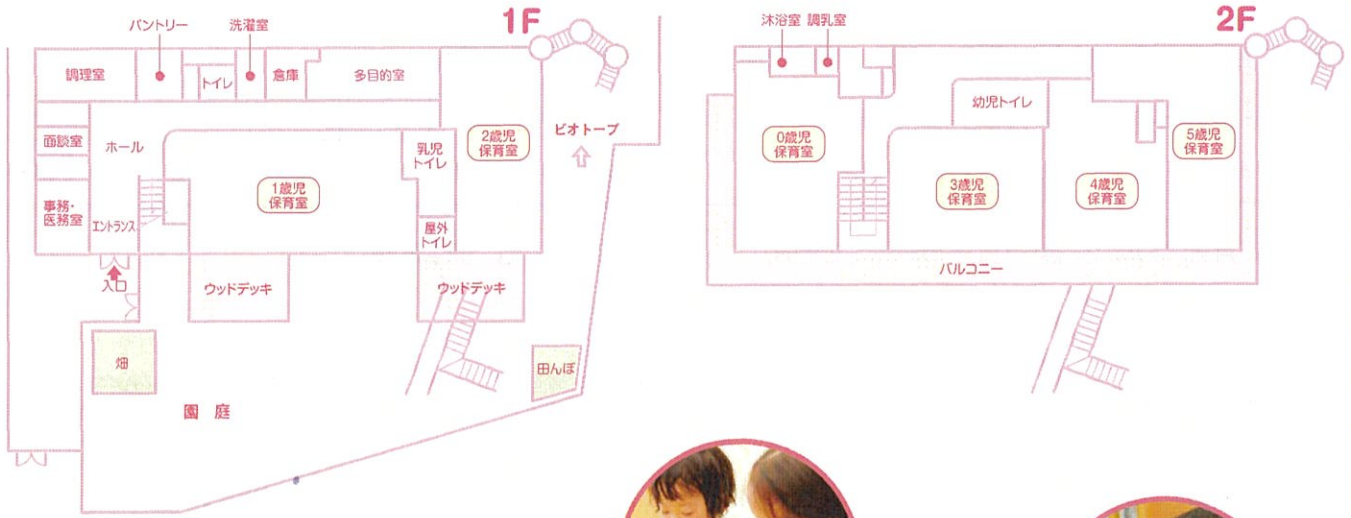 1F
パントリー
洗濯室
調理室
トイレ
倉庫
多目的室
面談室
ホール
乳児
トイレ
2歳児
保育室
ビオトープ
1歳児
保育室
事務・
医務室
エントランス
屋外
トイレ
入口
ウッドデッキ
ウッドデッキ
畑
田んぼ
園庭
2F
沐浴室
調乳室
幼児トイレ
0歳児
保育室
5歳児
保育室
3歳児
保育室
4歳児
保育室
バルコニー